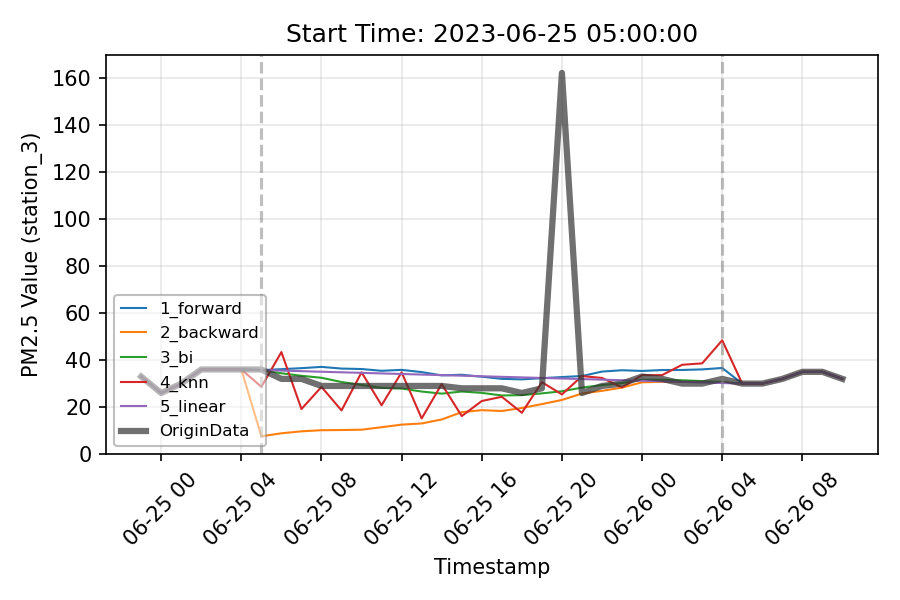 Start Time: 2023-06-25 05:00:00
PM2.5 Value (station_3)
160
140
120
100
80
60
40
20
0
1_forward
2_backward
3_bi
4_knn
5_linear
OriginData
06-25 00
06-25 04
06-25 08
06-25 12
06-25 16
06-25 20
06-26 00
06-26 04
06-26 08
Timestamp